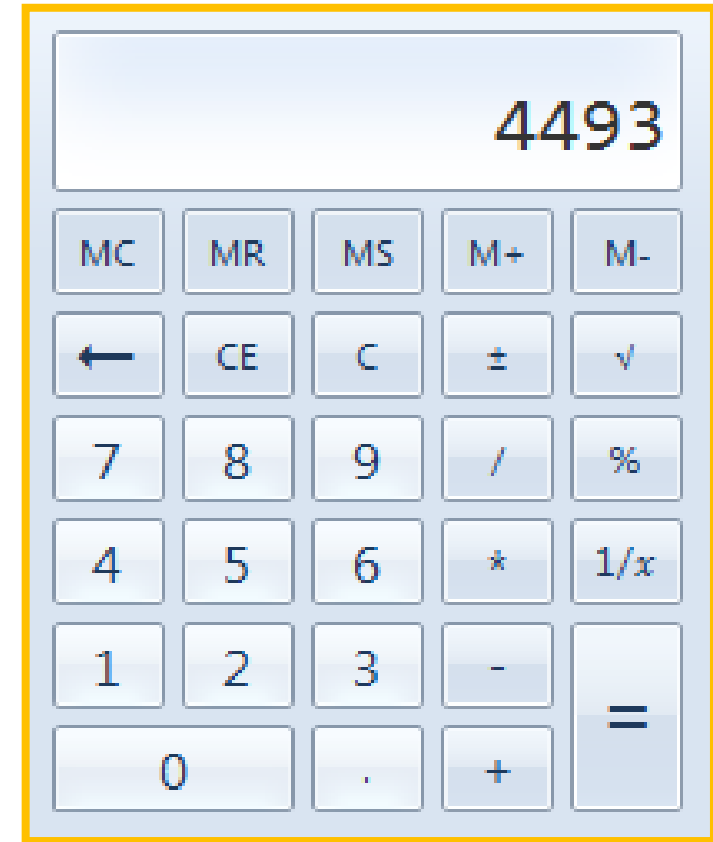 4493
MC MR MS M+ M-
← CE C ± √
7 8 9 / %
4 5 6 * 1/x
1 2 3 - =
0 . +